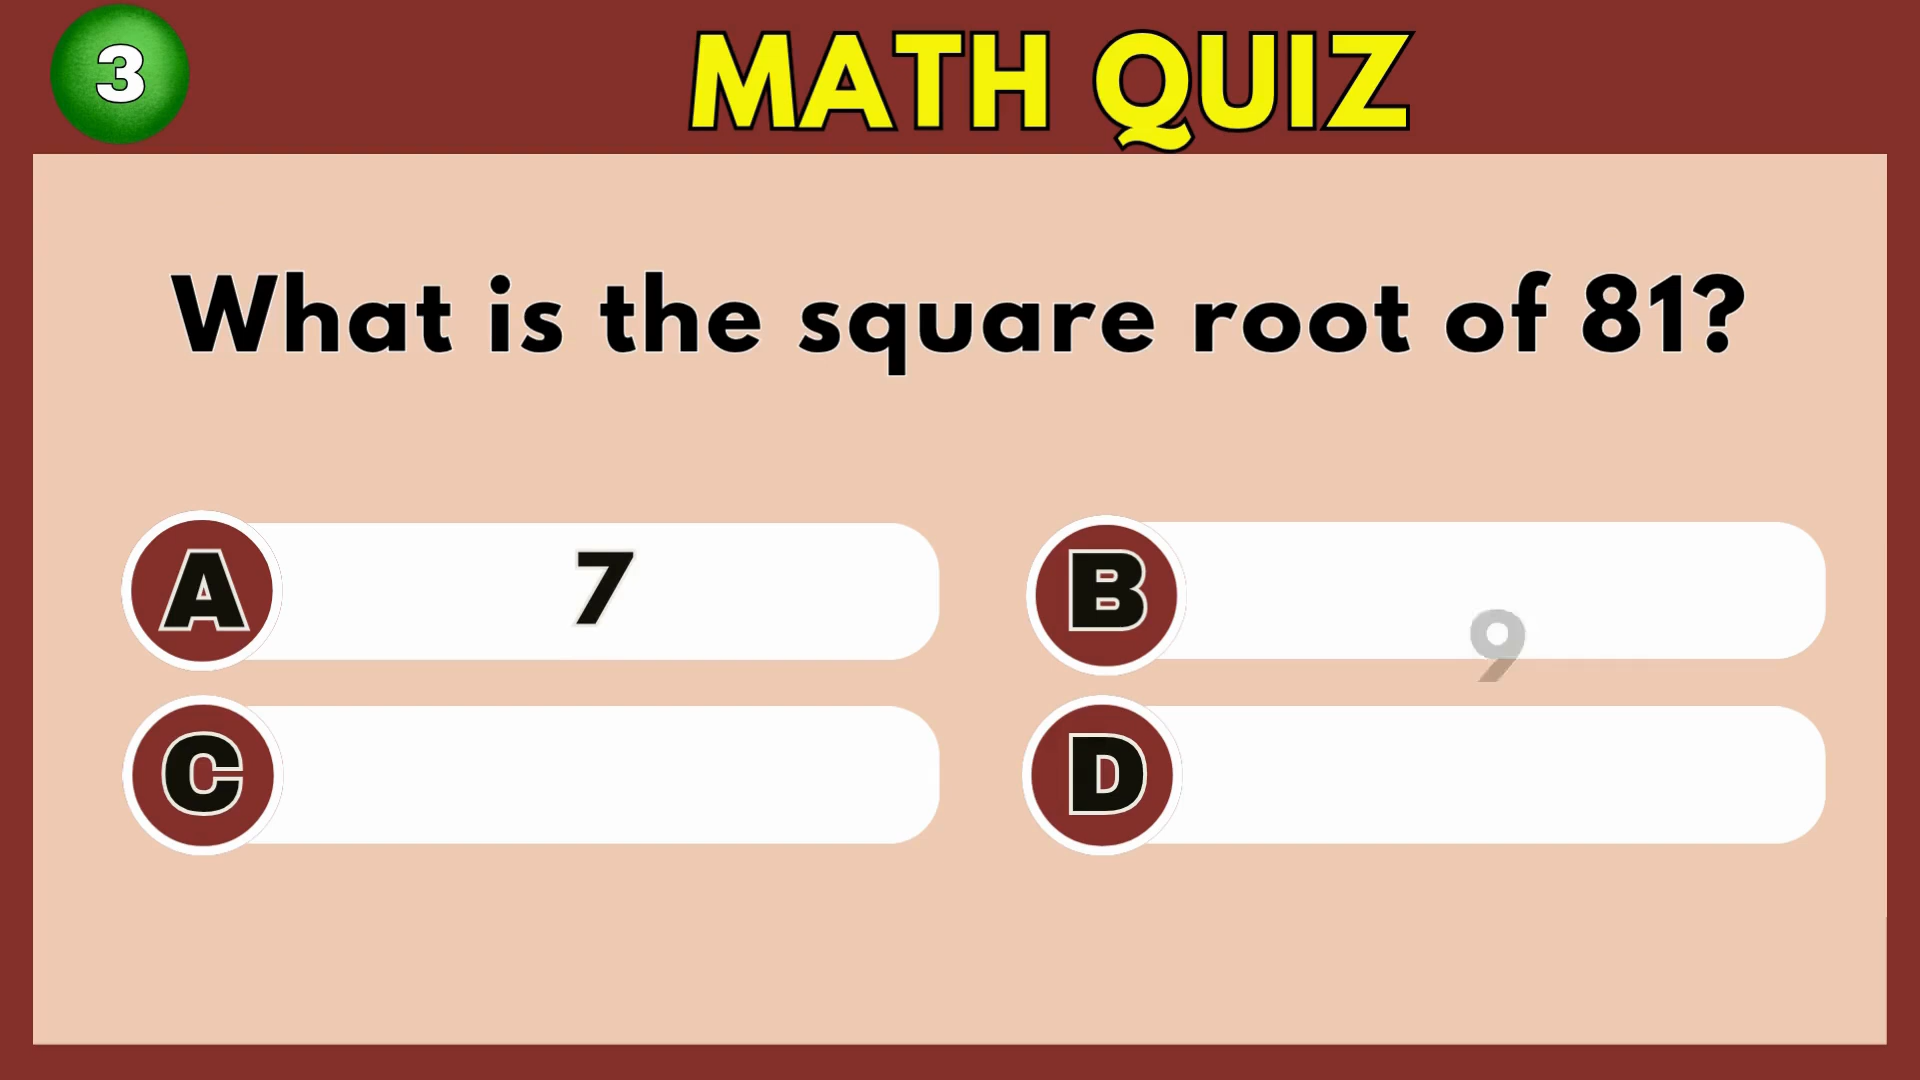 3
MATH QUIZ
What is the square root of 81?
A 7
B 9
C
D